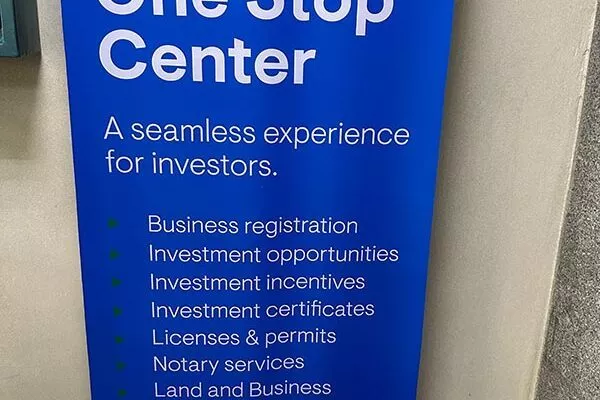 One Stop
Center
A seamless experience
for investors.
Business registration
Investment opportunities
Investment incentives
Investment certificates
Licenses & permits
Notary services
Land and Business